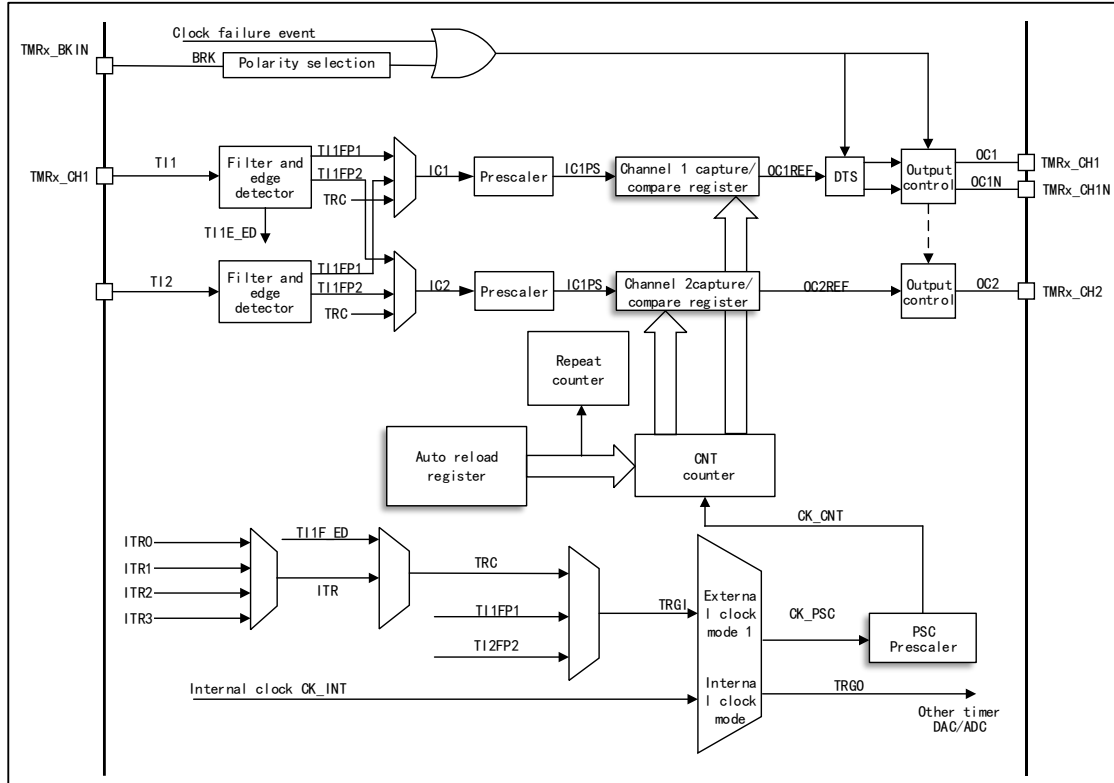 Clock failure event
TMRx_BKIN
BRK
Polarity selection
TMRx_CH1
TI1
Filter and
edge
detector
TI1FP1
TI1FP2
TRC
TI1E_ED
IC1
Prescaler
IC1PS
Channel 1 capture/
compare register
OC1REF
DTS
Output
control
OC1
OC1N
TMRx_CH1
TMRx_CH1N
TI2
Filter and
edge
detector
TI1FP1
TI1FP2
TRC
IC2
Prescaler
IC1PS
Channel 2capture/
compare register
OC2REF
Output
control
OC2
TMRx_CH2
Repeat
counter
Auto reload
register
CNT
counter
CK_CNT
ITR0
ITR1
ITR2
ITR3
TI1F_ED
ITR
TRC
TI1FP1
TI2FP2
TRGI
Externa
l clock
mode 1
CK_PSC
PSC
Prescaler
Internal clock CK_INT
Interna
l clock
mode
TRGO
Other timer
DAC/ADC